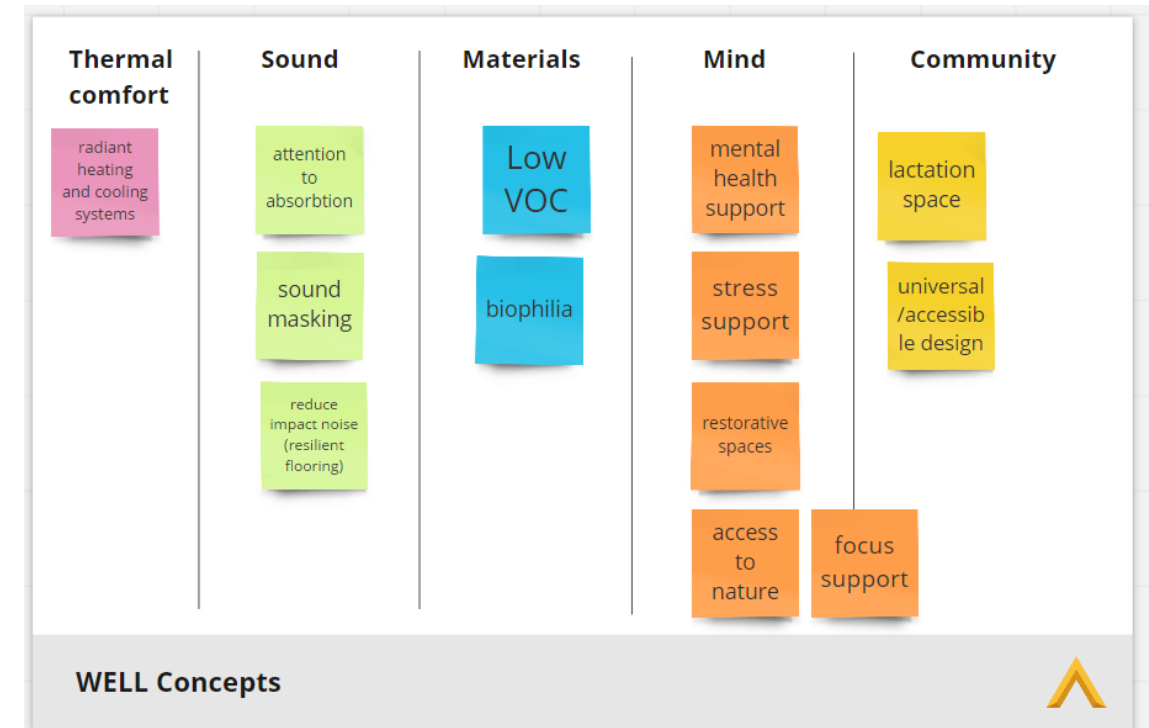 Thermal
comfort
radiant
heating
and cooling
systems
Sound
attention
to
absorbtion
sound
masking
reduce
impact noise
(resilient
flooring)
Materials
Low
VOC
biophilia
Mind
mental
health
support
stress
support
restorative
spaces
access
to
nature
focus
support
Community
lactation
space
universal
/accessib
le design
WELL Concepts